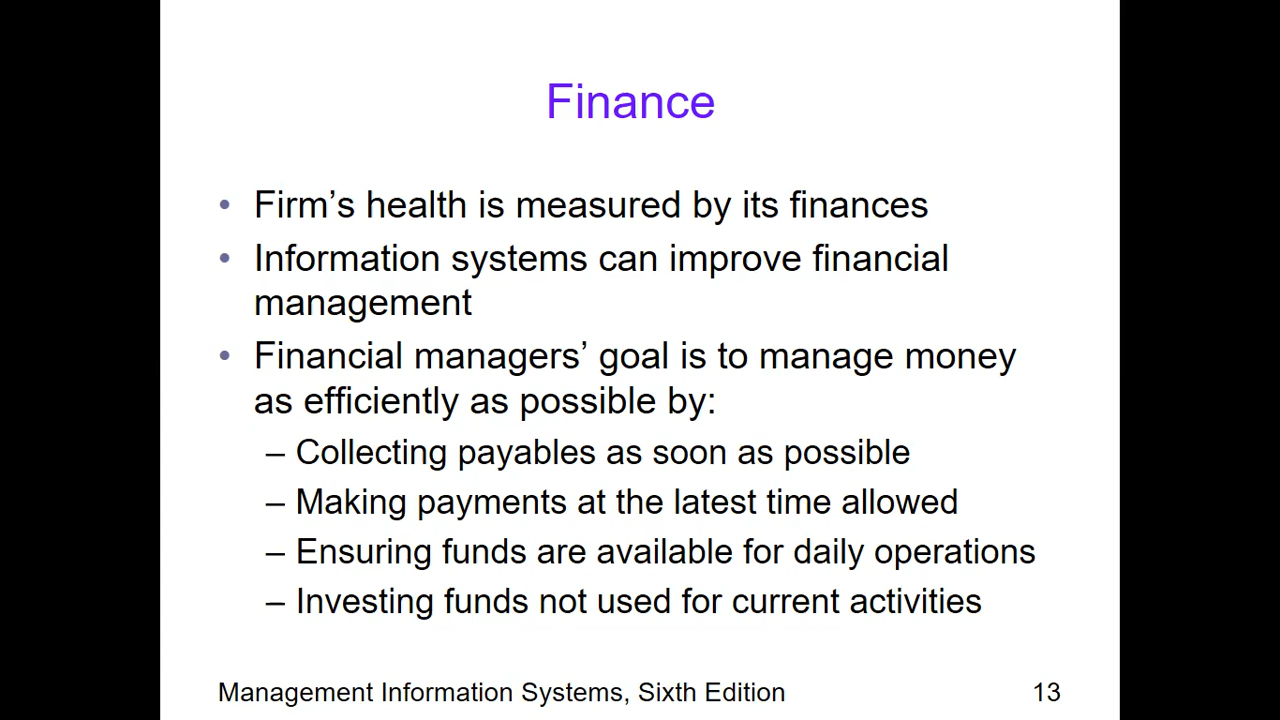 Finance
• Firm’s health is measured by its finances
• Information systems can improve financial
management
• Financial managers’ goal is to manage money
as efficiently as possible by:
– Collecting payables as soon as possible
– Making payments at the latest time allowed
– Ensuring funds are available for daily operations
– Investing funds not used for current activities
Management Information Systems, Sixth Edition 13